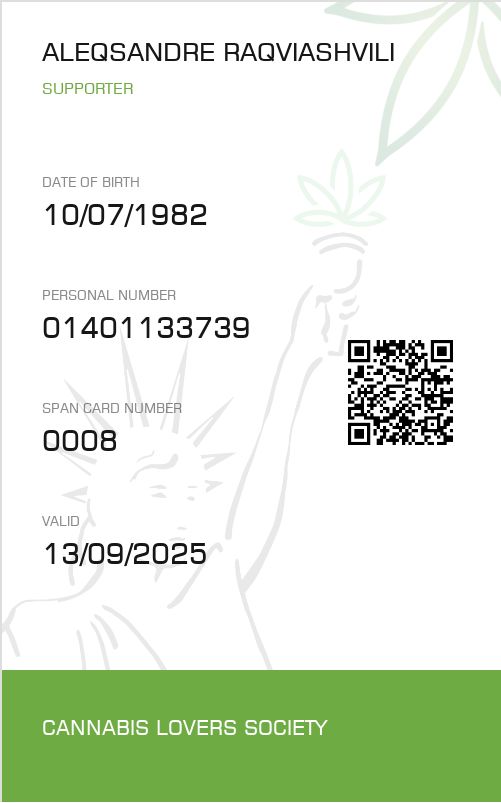 ALEQSANDRE RAQVIASHVILI
SUPPORTER
DATE OF BIRTH
10/07/1982
PERSONAL NUMBER
01401133739
SPAN CARD NUMBER
0008
VALID
13/09/2025
CANNABIS LOVERS SOCIETY